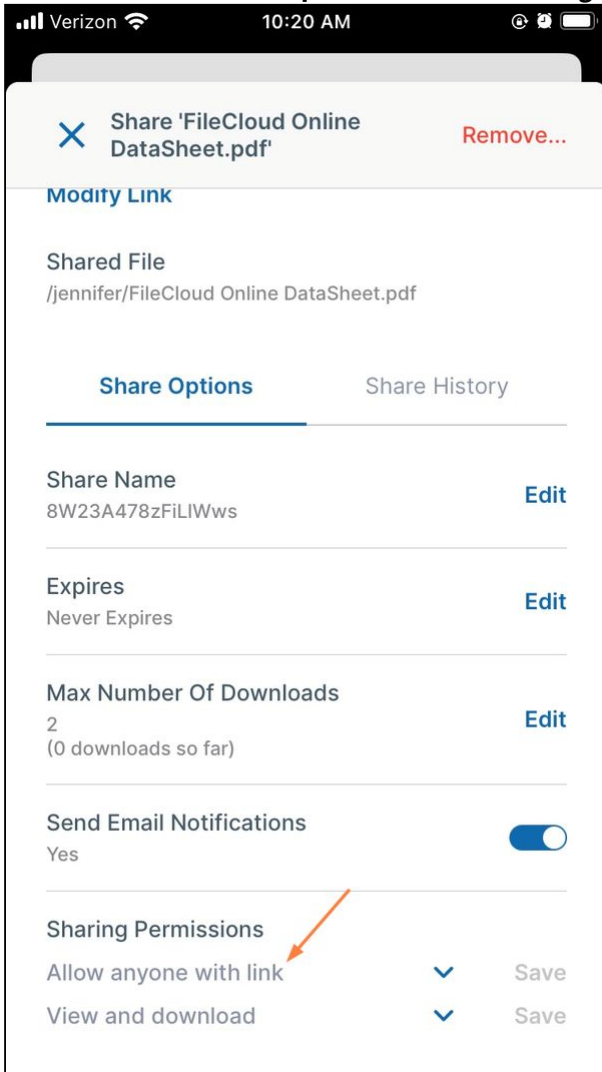 Verizon 10:20 AM
Share 'FileCloud Online
DataSheet.pdf'
Remove...
Modify Link
Shared File
/jennifer/FileCloud Online DataSheet.pdf
Share Options Share History
Share Name
8W23A478zFiLlWws
Edit
Expires
Never Expires
Edit
Max Number Of Downloads
2
(0 downloads so far)
Edit
Send Email Notifications
Yes
Sharing Permissions
Allow anyone with link Save
View and download Save